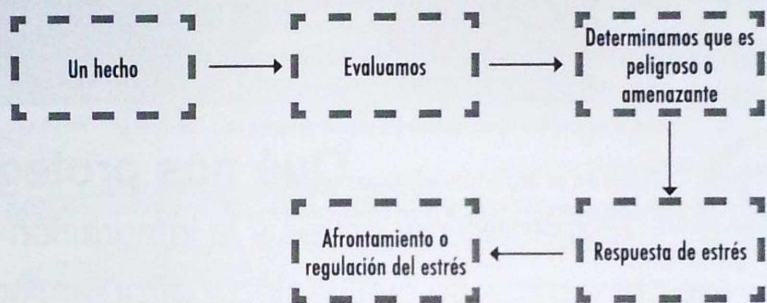 Un hecho
Evaluamos
Determinamos que es
peligroso o
amenazante
Respuesta de estrés
Afrontamiento o
regulación del estrés